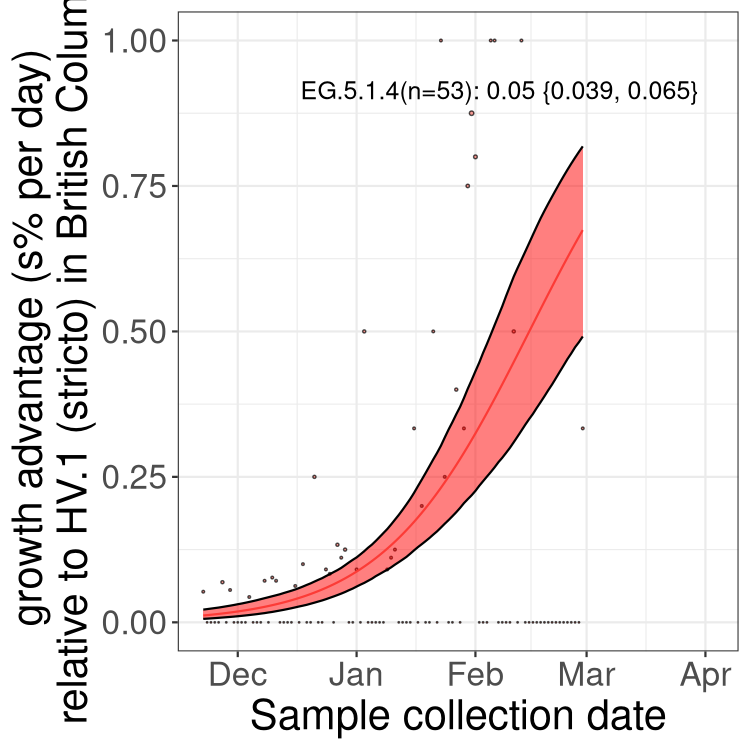 growth advantage (s% per day)
relative to HV.1 (stricto) in British Colum
1.00
0.75
0.50
0.25
0.00
EG.5.1.4(n=53): 0.05 {0.039, 0.065}
Dec Jan Feb Mar Apr
Sample collection date